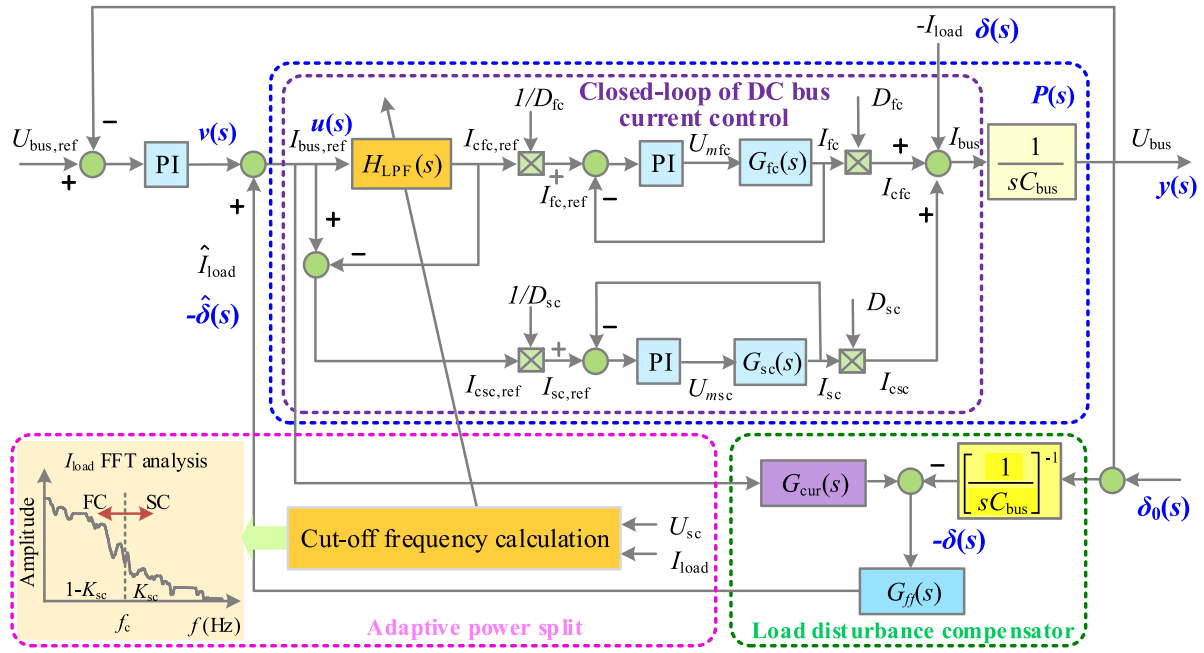 -I_load δ(s)
Closed-loop of DC bus
current control
P(s)
1/D_fc
D_fc
U_bus,ref
−
+
PI
v(s)
u(s)
I_bus,ref
H_LPF(s)
I_cfc,ref
+
I_fc,ref
−
PI
U_mfc
G_fc(s)
I_fc
+
I_cfc
I_bus
1
sC_bus
U_bus
y(s)
+
+
−
+
Î_load
-δ̂(s)
1/D_sc
D_sc
−
+
I_csc,ref
I_sc,ref
PI
U_msc
G_sc(s)
I_sc
I_csc
I_load FFT analysis
FC
SC
Amplitude
1-K_sc
K_sc
f_c
f (Hz)
Cut-off frequency calculation
U_sc
I_load
Adaptive power split
G_cur(s)
−
[1
sC_bus]^-1
δ_0(s)
-δ(s)
G_ff(s)
Load disturbance compensator